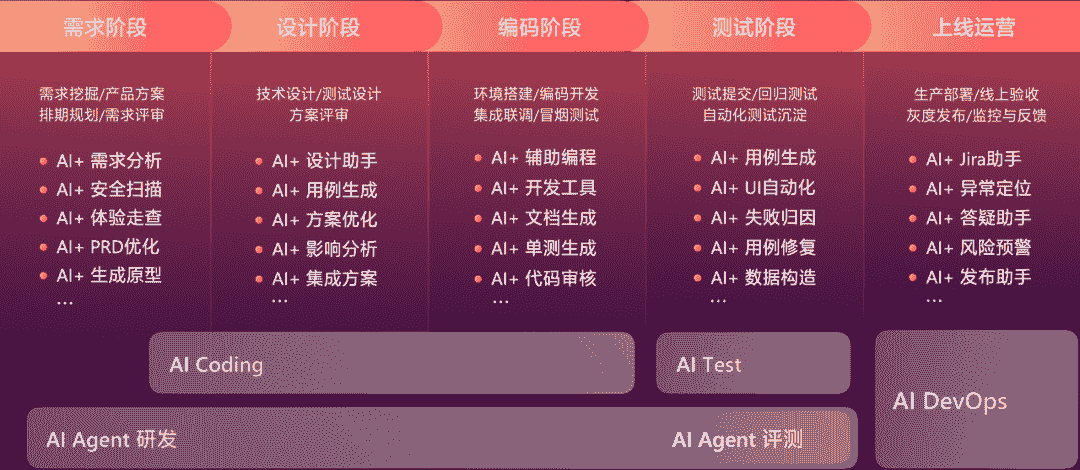 需求阶段
设计阶段
编码阶段
测试阶段
上线运营
需求挖掘/产品方案
排期规划/需求评审
AI+ 需求分析
AI+ 安全扫描
AI+ 体验走查
AI+ PRD优化
AI+ 生成原型
...
技术设计/测试设计
方案评审
AI+ 设计助手
AI+ 用例生成
AI+ 方案优化
AI+ 影响分析
AI+ 集成方案
...
环境搭建/编码开发
集成联调/冒烟测试
AI+ 辅助编程
AI+ 开发工具
AI+ 文档生成
AI+ 单测生成
AI+ 代码审核
...
测试提交/回归测试
自动化测试沉淀
AI+ 用例生成
AI+ UI自动化
AI+ 失败归因
AI+ 用例修复
AI+ 数据构造
...
生产部署/线上验收
灰度发布/监控与反馈
AI+ Jira助手
AI+ 异常定位
AI+ 答疑助手
AI+ 风险预警
AI+ 发布助手
...
AI Coding
AI Test
AI DevOps
AI Agent 研发
AI Agent 评测